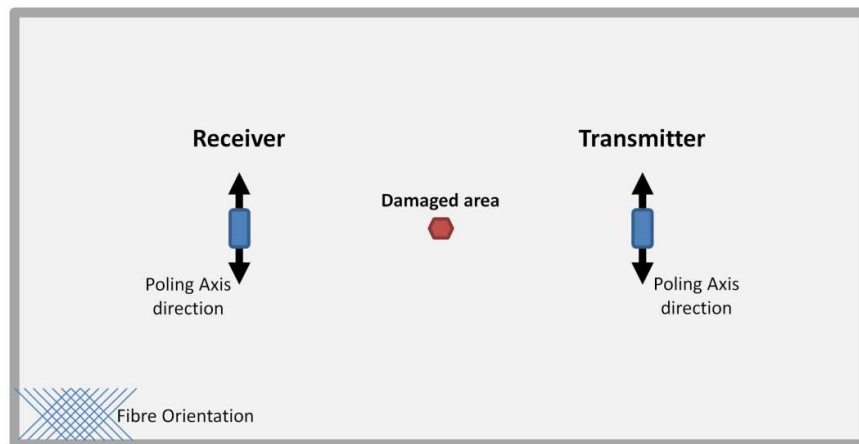 Receiver
Transmitter
Damaged area
Poling Axis
direction
Poling Axis
direction
Fibre Orientation